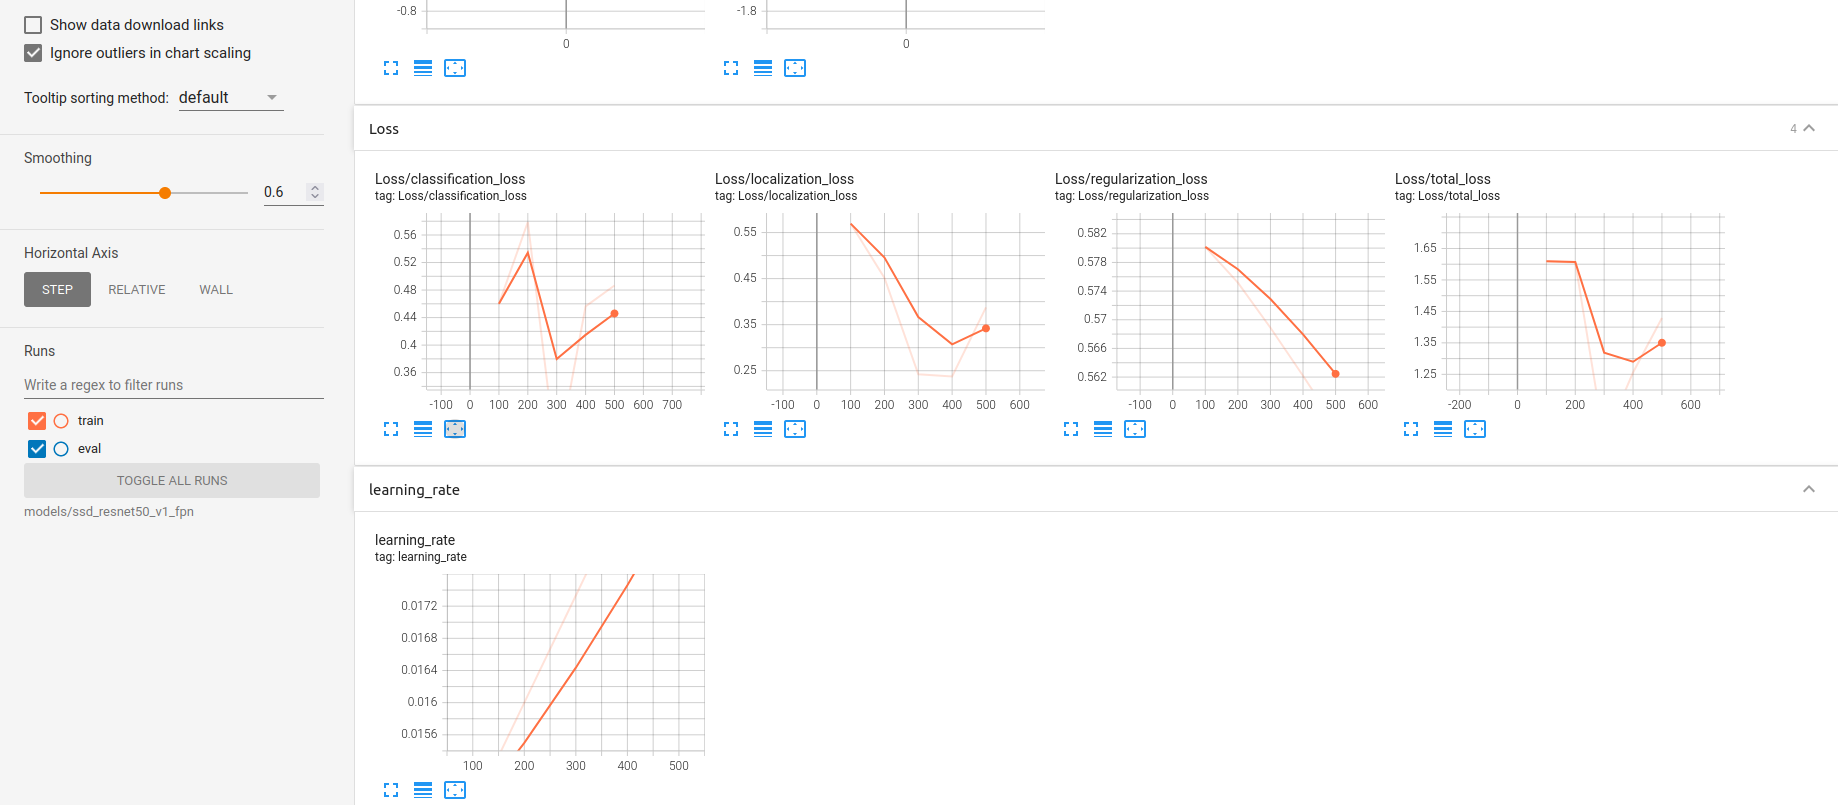 Show data download links
Ignore outliers in chart scaling
Tooltip sorting method: default
Smoothing
0.6
Horizontal Axis
STEP RELATIVE WALL
Runs
Write a regex to filter runs
train
eval
TOGGLE ALL RUNS
models/ssd_resnet50_v1_fpn
-0.8
0
-1.8
0
Loss
4
Loss/classification_loss
tag: Loss/classification_loss
0.56
0.52
0.48
0.44
0.4
0.36
-100 0 100 200 300 400 500 600 700
Loss/localization_loss
tag: Loss/localization_loss
0.55
0.45
0.35
0.25
-100 0 100 200 300 400 500 600
Loss/regularization_loss
tag: Loss/regularization_loss
0.582
0.578
0.574
0.57
0.566
0.562
-100 0 100 200 300 400 500 600
Loss/total_loss
tag: Loss/total_loss
1.65
1.55
1.45
1.35
1.25
-200 0 200 400 600
learning_rate
learning_rate
tag: learning_rate
0.0172
0.0168
0.0164
0.016
0.0156
100 200 300 400 500